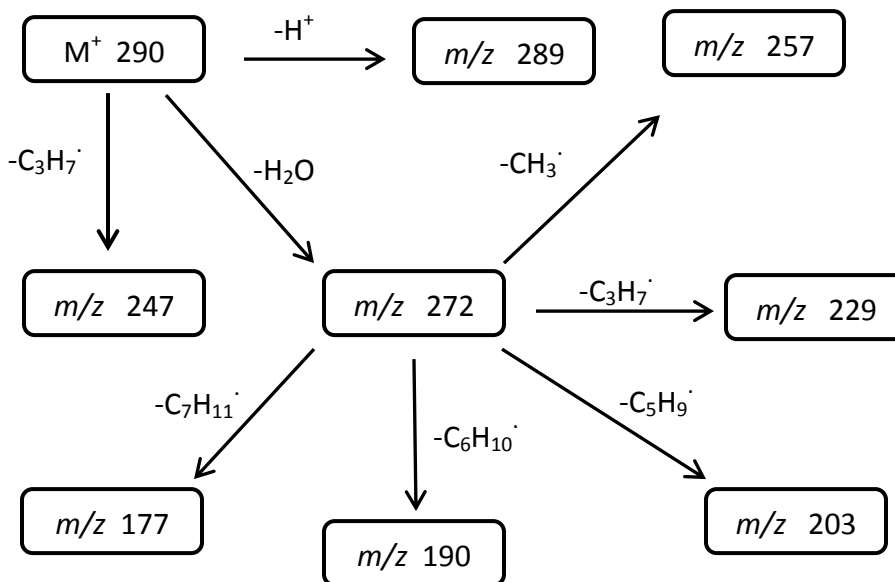 M⁺ 290
-H⁺
m/z 289
m/z 257
-C₃H₇˙
-H₂O
-CH₃˙
m/z 247
m/z 272
-C₃H₇˙
m/z 229
-C₇H₁₁˙
-C₆H₁₀˙
-C₅H₉˙
m/z 177
m/z 190
m/z 203